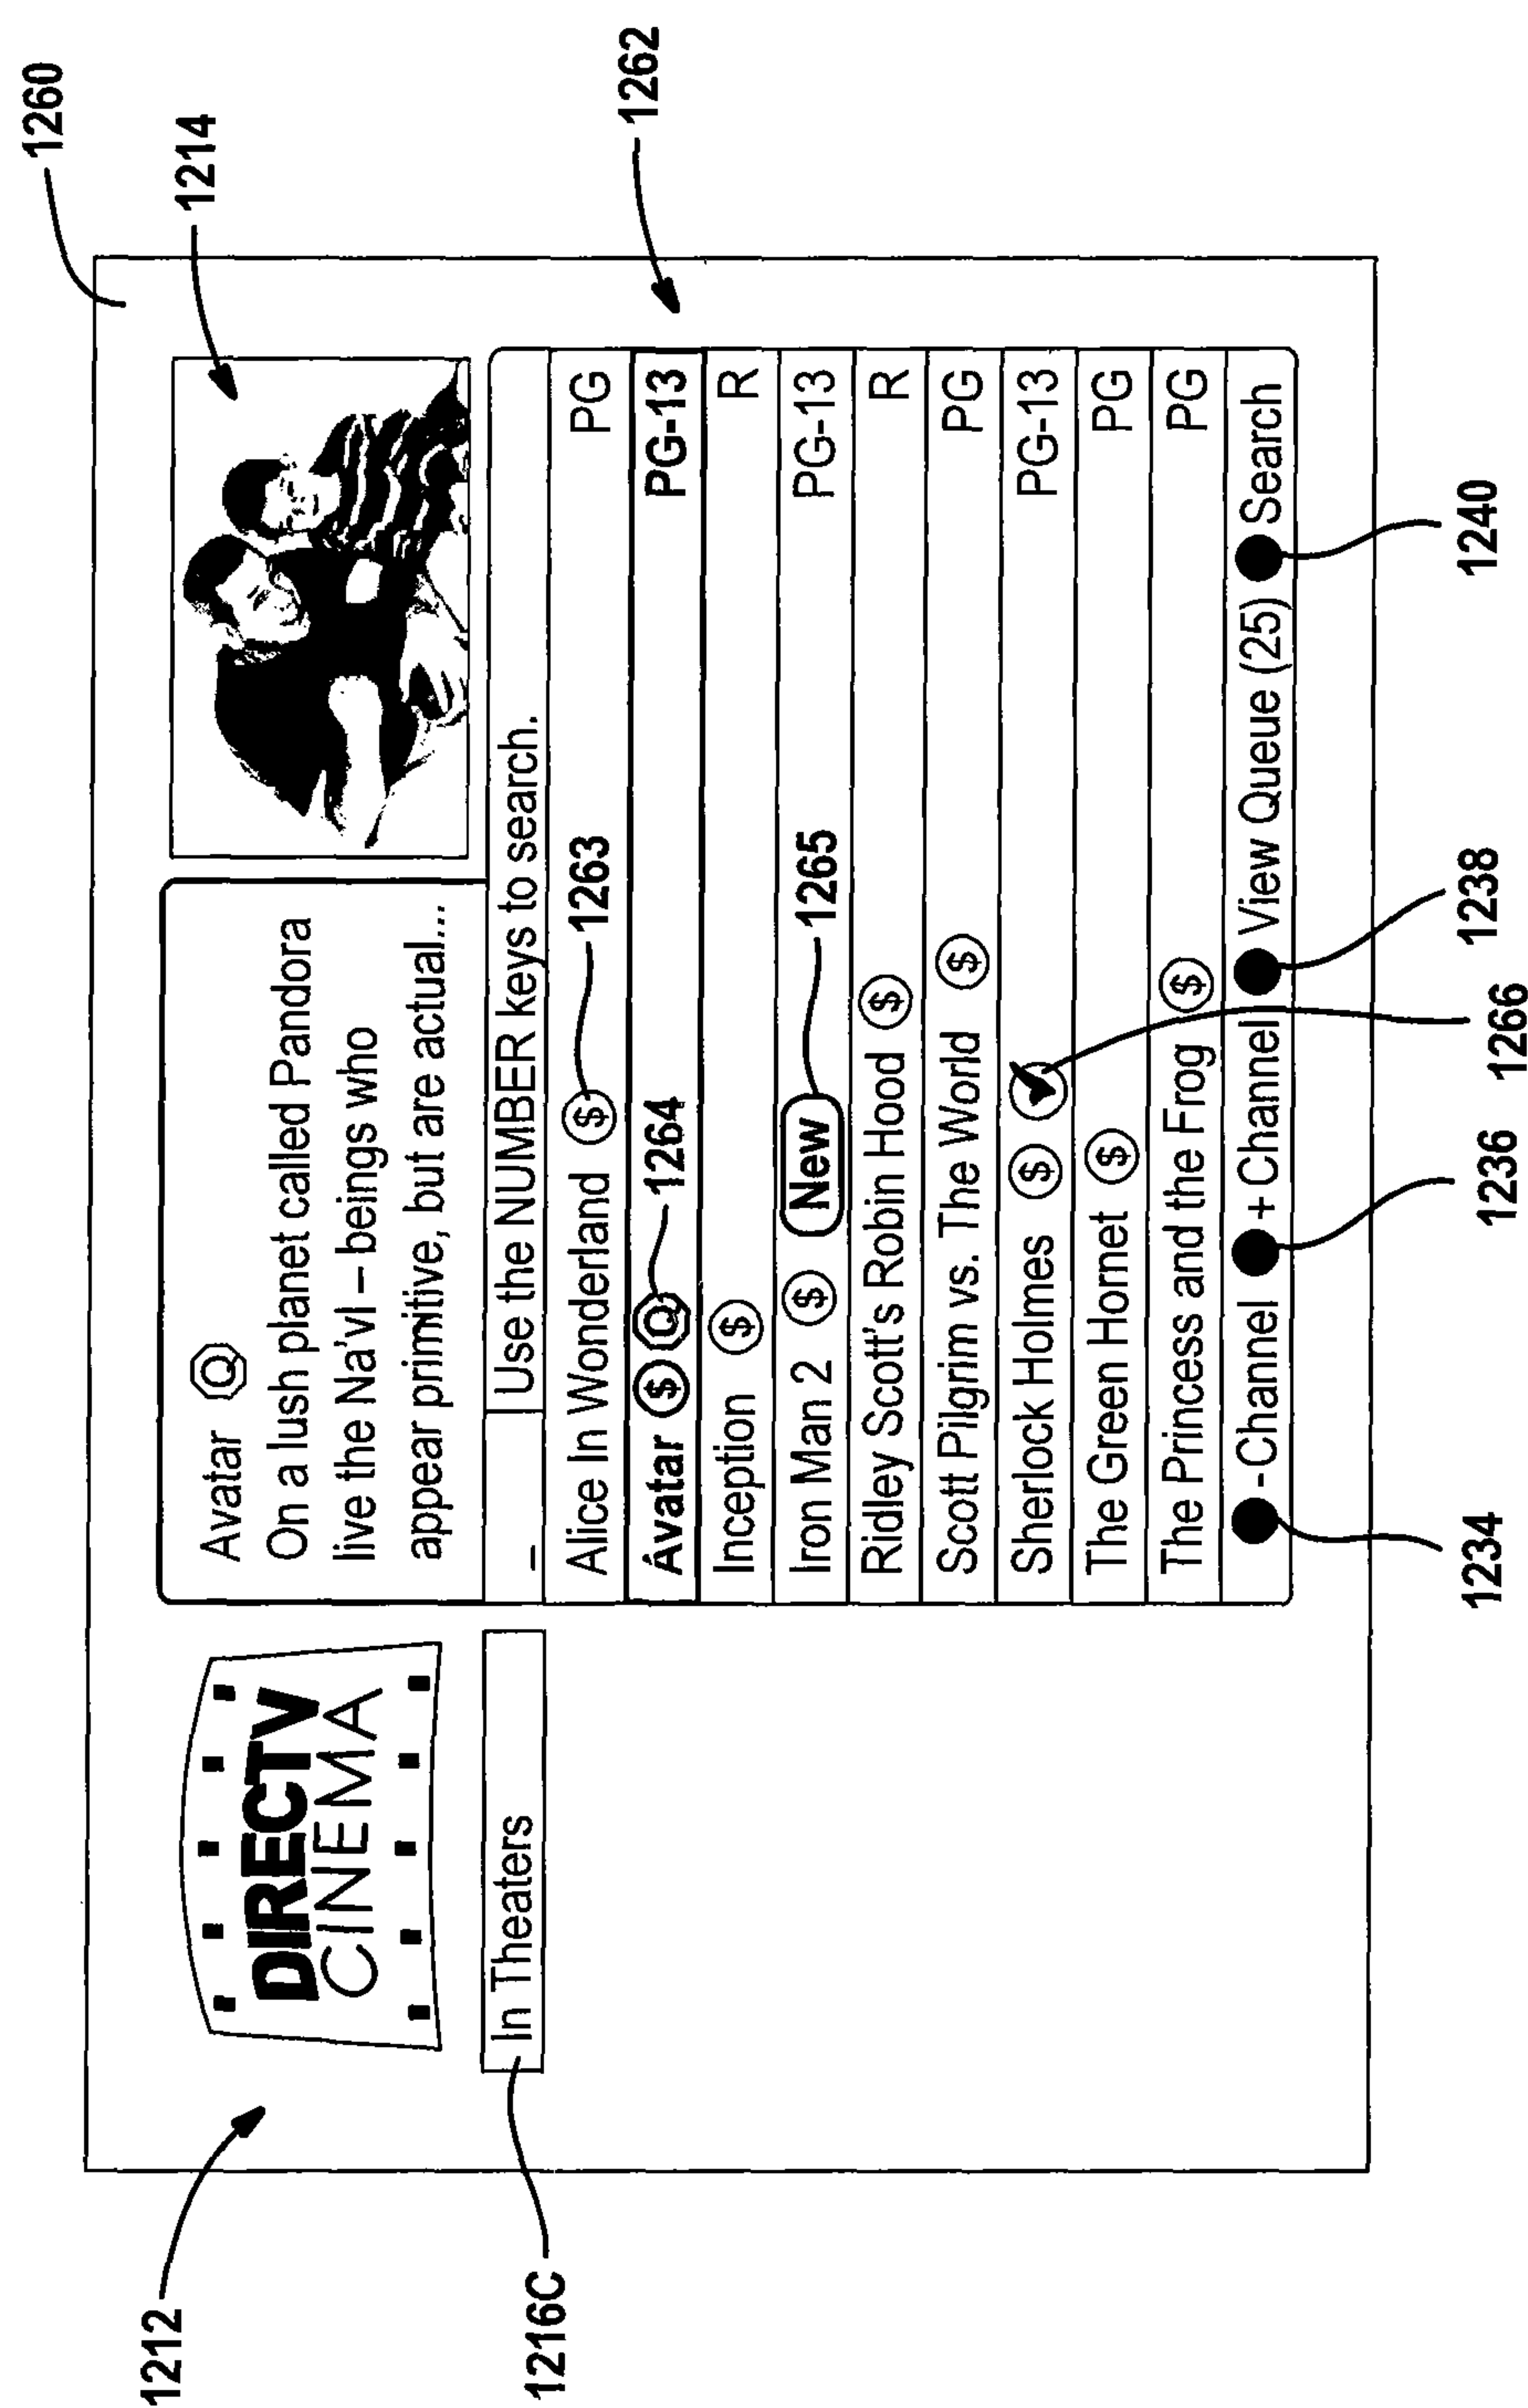 1260
1214
1212
DIRECTV
CINEMA
Avatar Q
On a lush planet called Pandora
live the Na'vI – beings who
appear primitive, but are actual...
1262
1216C
In Theaters
_ Use the NUMBER keys to search.
Alice In Wonderland $ 1263 PG
Avatar $ Q 1264 PG-13
Inception $ R
Iron Man 2 $ New 1265 PG-13
Ridley Scott's Robin Hood $ R
Scott Pilgrim vs. The World $ PG
Sherlock Holmes $ PG-13
The Green Hornet $ PG
The Princess and the Frog $ PG
- Channel + Channel View Queue (25) Search
1234 1236 1266 1238 1240